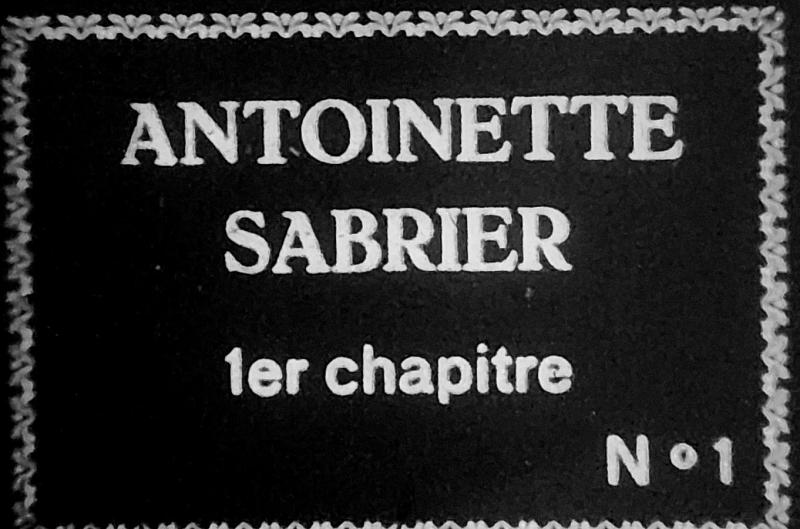 ANTOINETTE
SABRIER
1er chapitre
N° 1